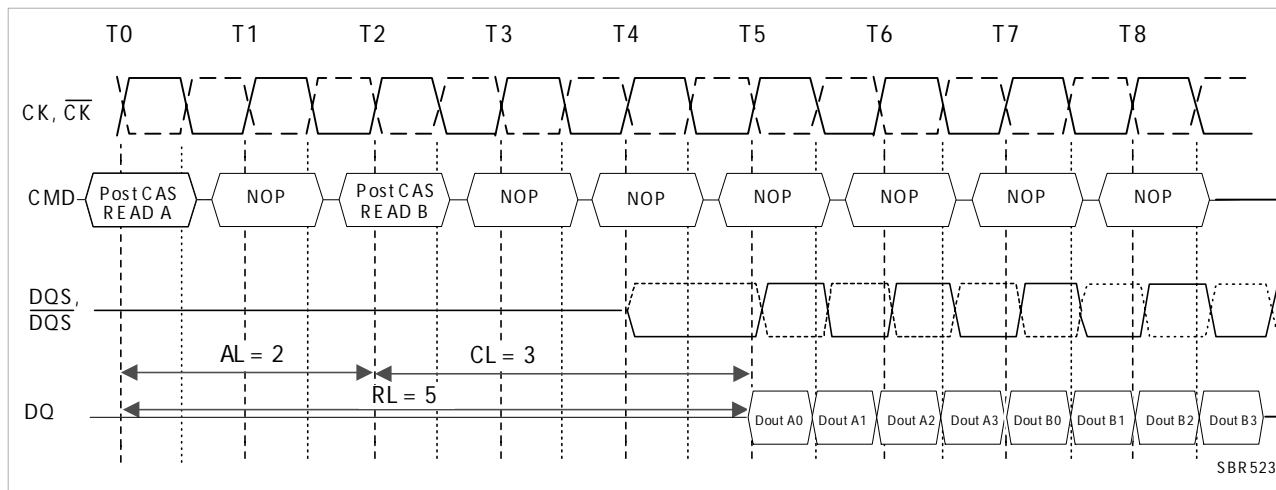 T0 T1 T2 T3 T4 T5 T6 T7 T8
CK, CK
CMD
Post CAS
READ A
NOP
Post CAS
READ B
NOP
NOP
NOP
NOP
NOP
NOP
DQS,
DQS
AL = 2
CL = 3
RL = 5
DQ
Dout A0 Dout A1 Dout A2 Dout A3 Dout B0 Dout B1 Dout B2 Dout B3
SBR523